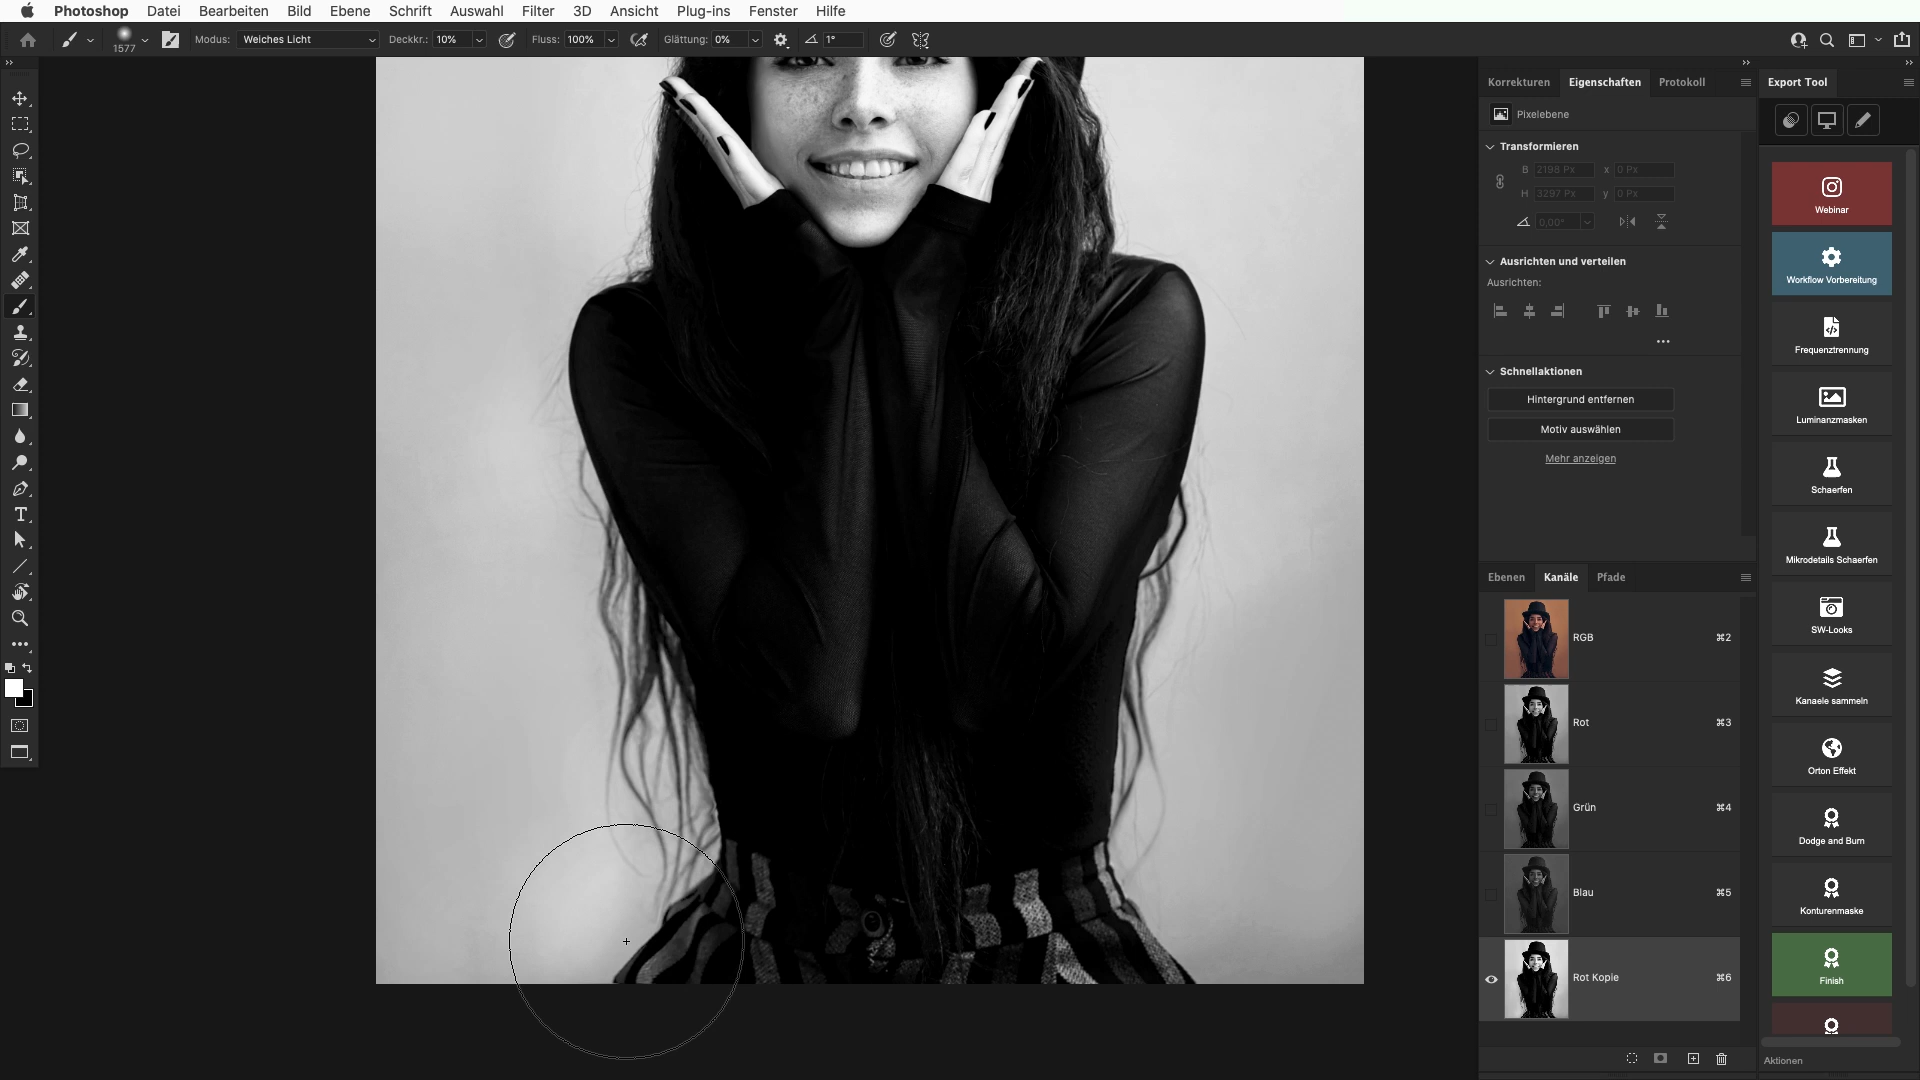 Photoshop Datei Bearbeiten Bild Ebene Schrift Auswahl Filter 3D Ansicht Plug-ins Fenster Hilfe
1577 Modus: Weiches Licht Deckkr.: 10% Fluss: 100% Glättung: 0% 1°
Korrekturen Eigenschaften Protokoll
Pixelebene
Transformieren
B 2198 Px x 0 Px
H 3297 Px y 0 Px
0,00°
Ausrichten und verteilen
Ausrichten:
Schnellaktionen
Hintergrund entfernen
Motiv auswählen
Mehr anzeigen
Ebenen Kanäle Pfade
RGB ⌘2
Rot ⌘3
Grün ⌘4
Blau ⌘5
Rot Kopie ⌘6
Export Tool
Webinar
Workflow Vorbereitung
Frequenztrennung
Luminanzmasken
Schaerfen
Mikrodetails Schaerfen
SW-Looks
Kanaele sammeln
Orton Effekt
Dodge and Burn
Konturenmaske
Finish
Aktionen